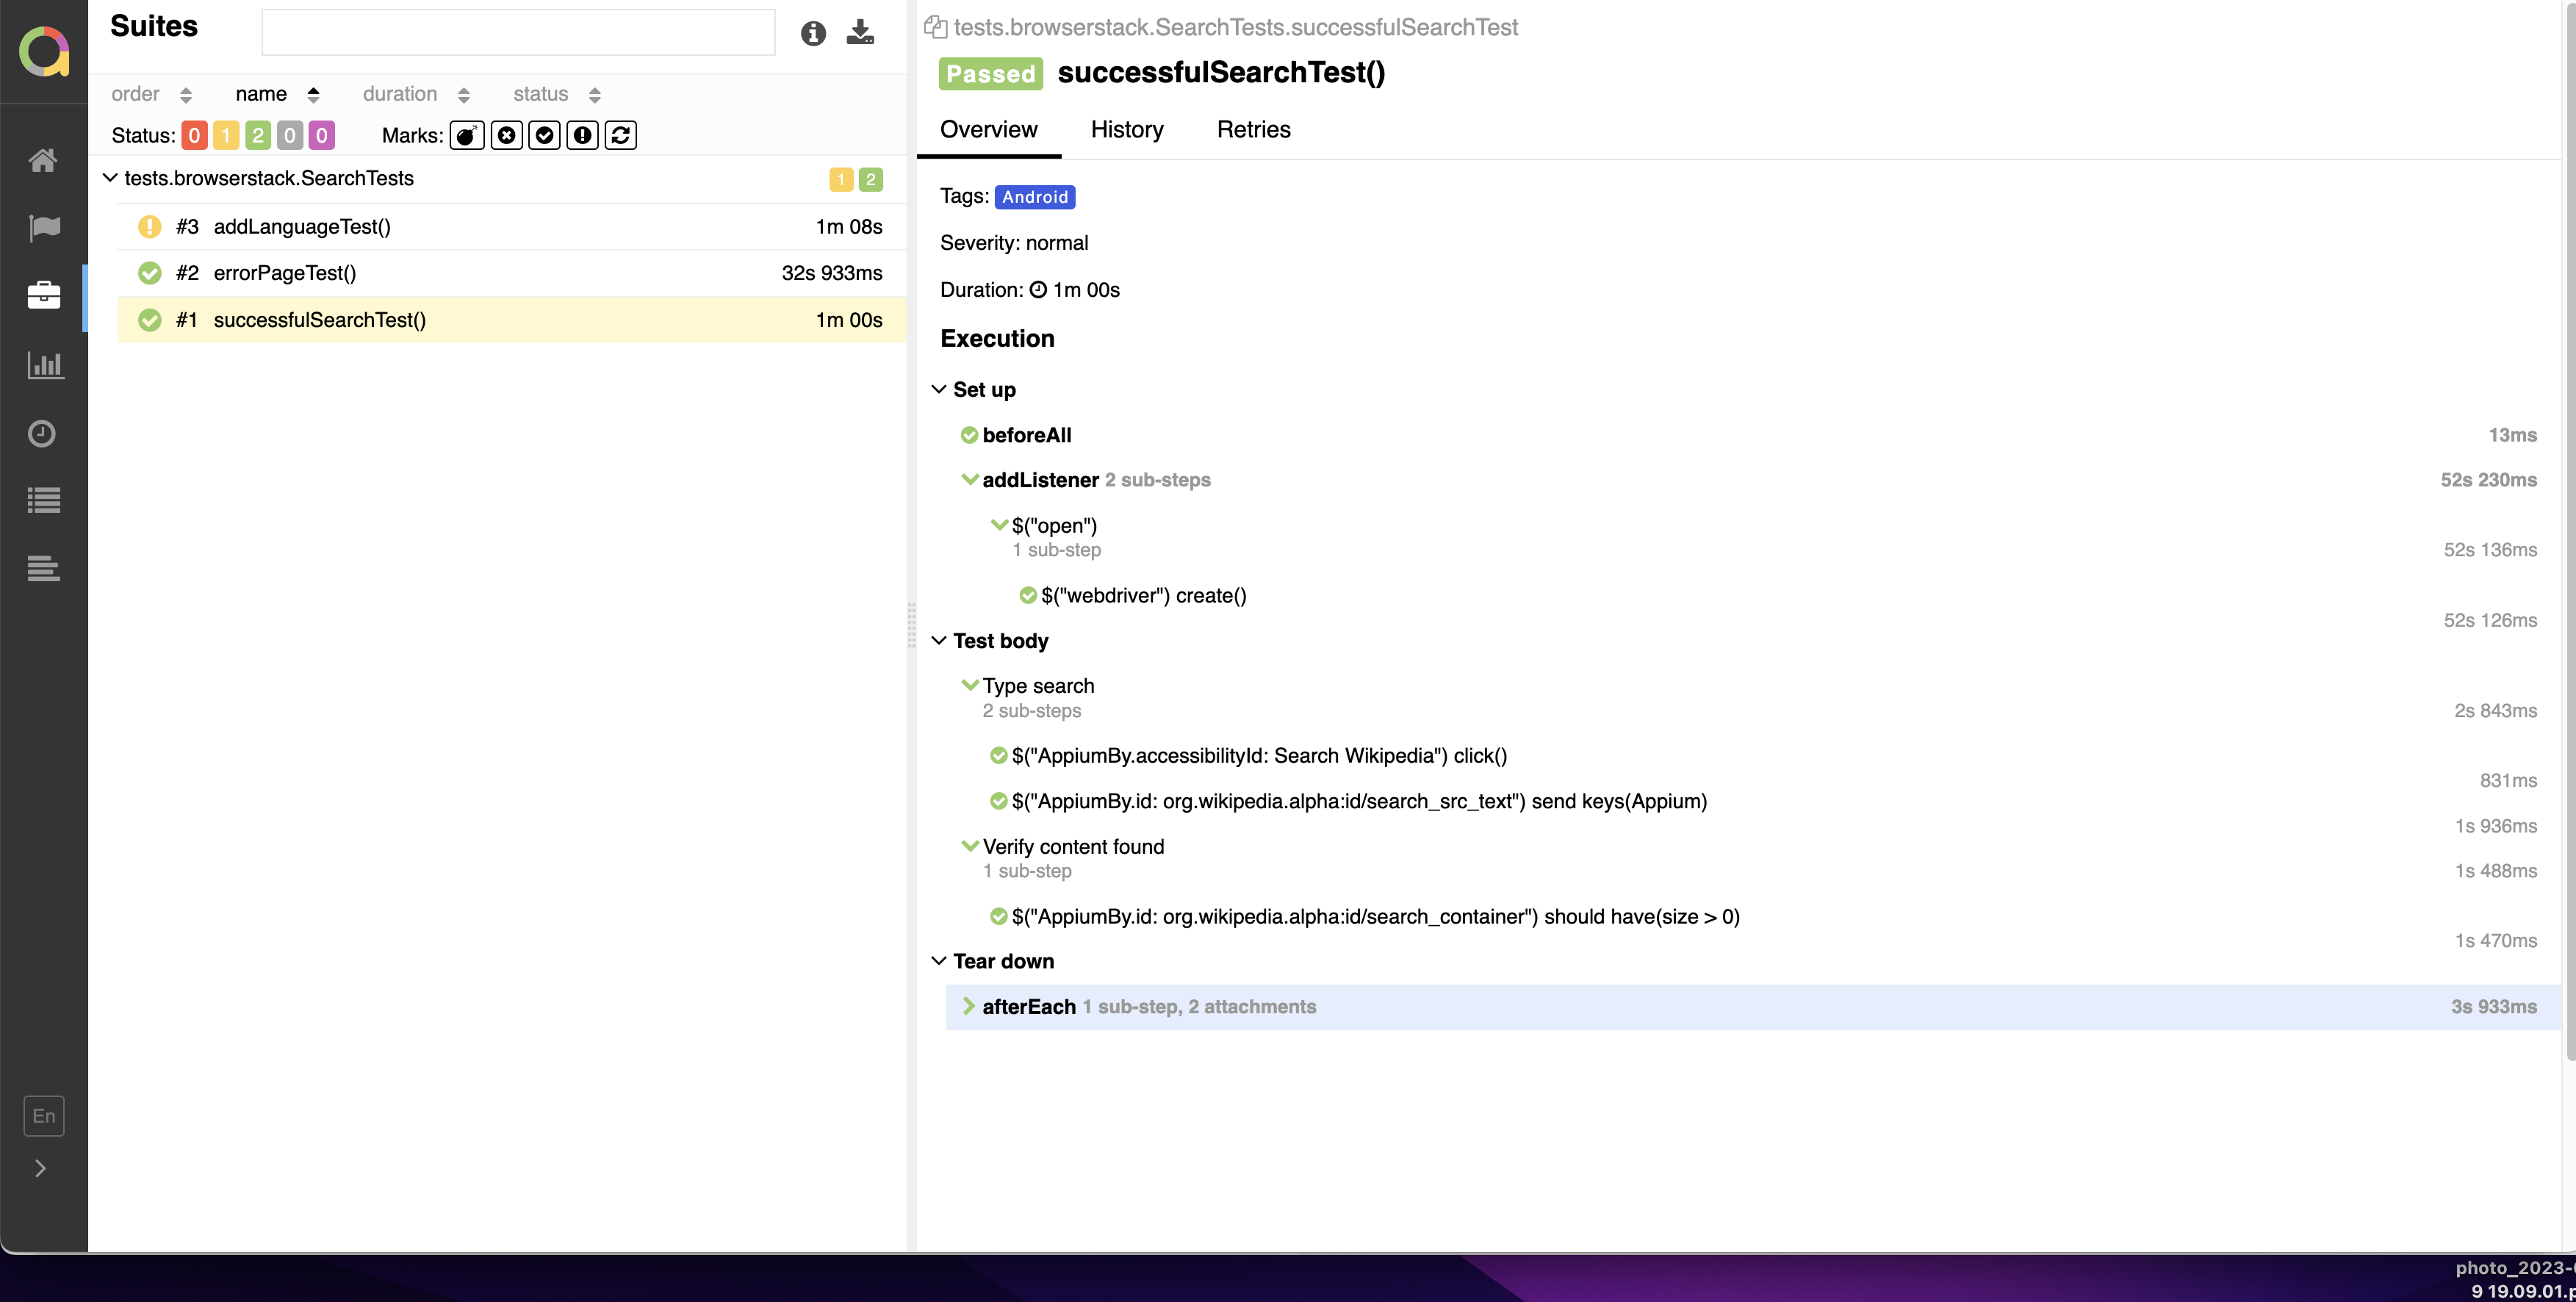 Suites
order name duration status
Status: 0 1 2 0 0 Marks:
tests.browserstack.SearchTests 1 2
#3 addLanguageTest() 1m 08s
#2 errorPageTest() 32s 933ms
#1 successfulSearchTest() 1m 00s
En
tests.browserstack.SearchTests.successfulSearchTest
Passed successfulSearchTest()
Overview History Retries
Tags: Android
Severity: normal
Duration: 1m 00s
Execution
Set up
beforeAll 13ms
addListener 2 sub-steps 52s 230ms
$("open")
1 sub-step 52s 136ms
$("webdriver") create()
52s 126ms
Test body
Type search
2 sub-steps 2s 843ms
$("AppiumBy.accessibilityId: Search Wikipedia") click()
831ms
$("AppiumBy.id: org.wikipedia.alpha:id/search_src_text") send keys(Appium)
1s 936ms
Verify content found
1 sub-step 1s 488ms
$("AppiumBy.id: org.wikipedia.alpha:id/search_container") should have(size > 0)
1s 470ms
Tear down
afterEach 1 sub-step, 2 attachments 3s 933ms
photo_2023-
9 19.09.01.